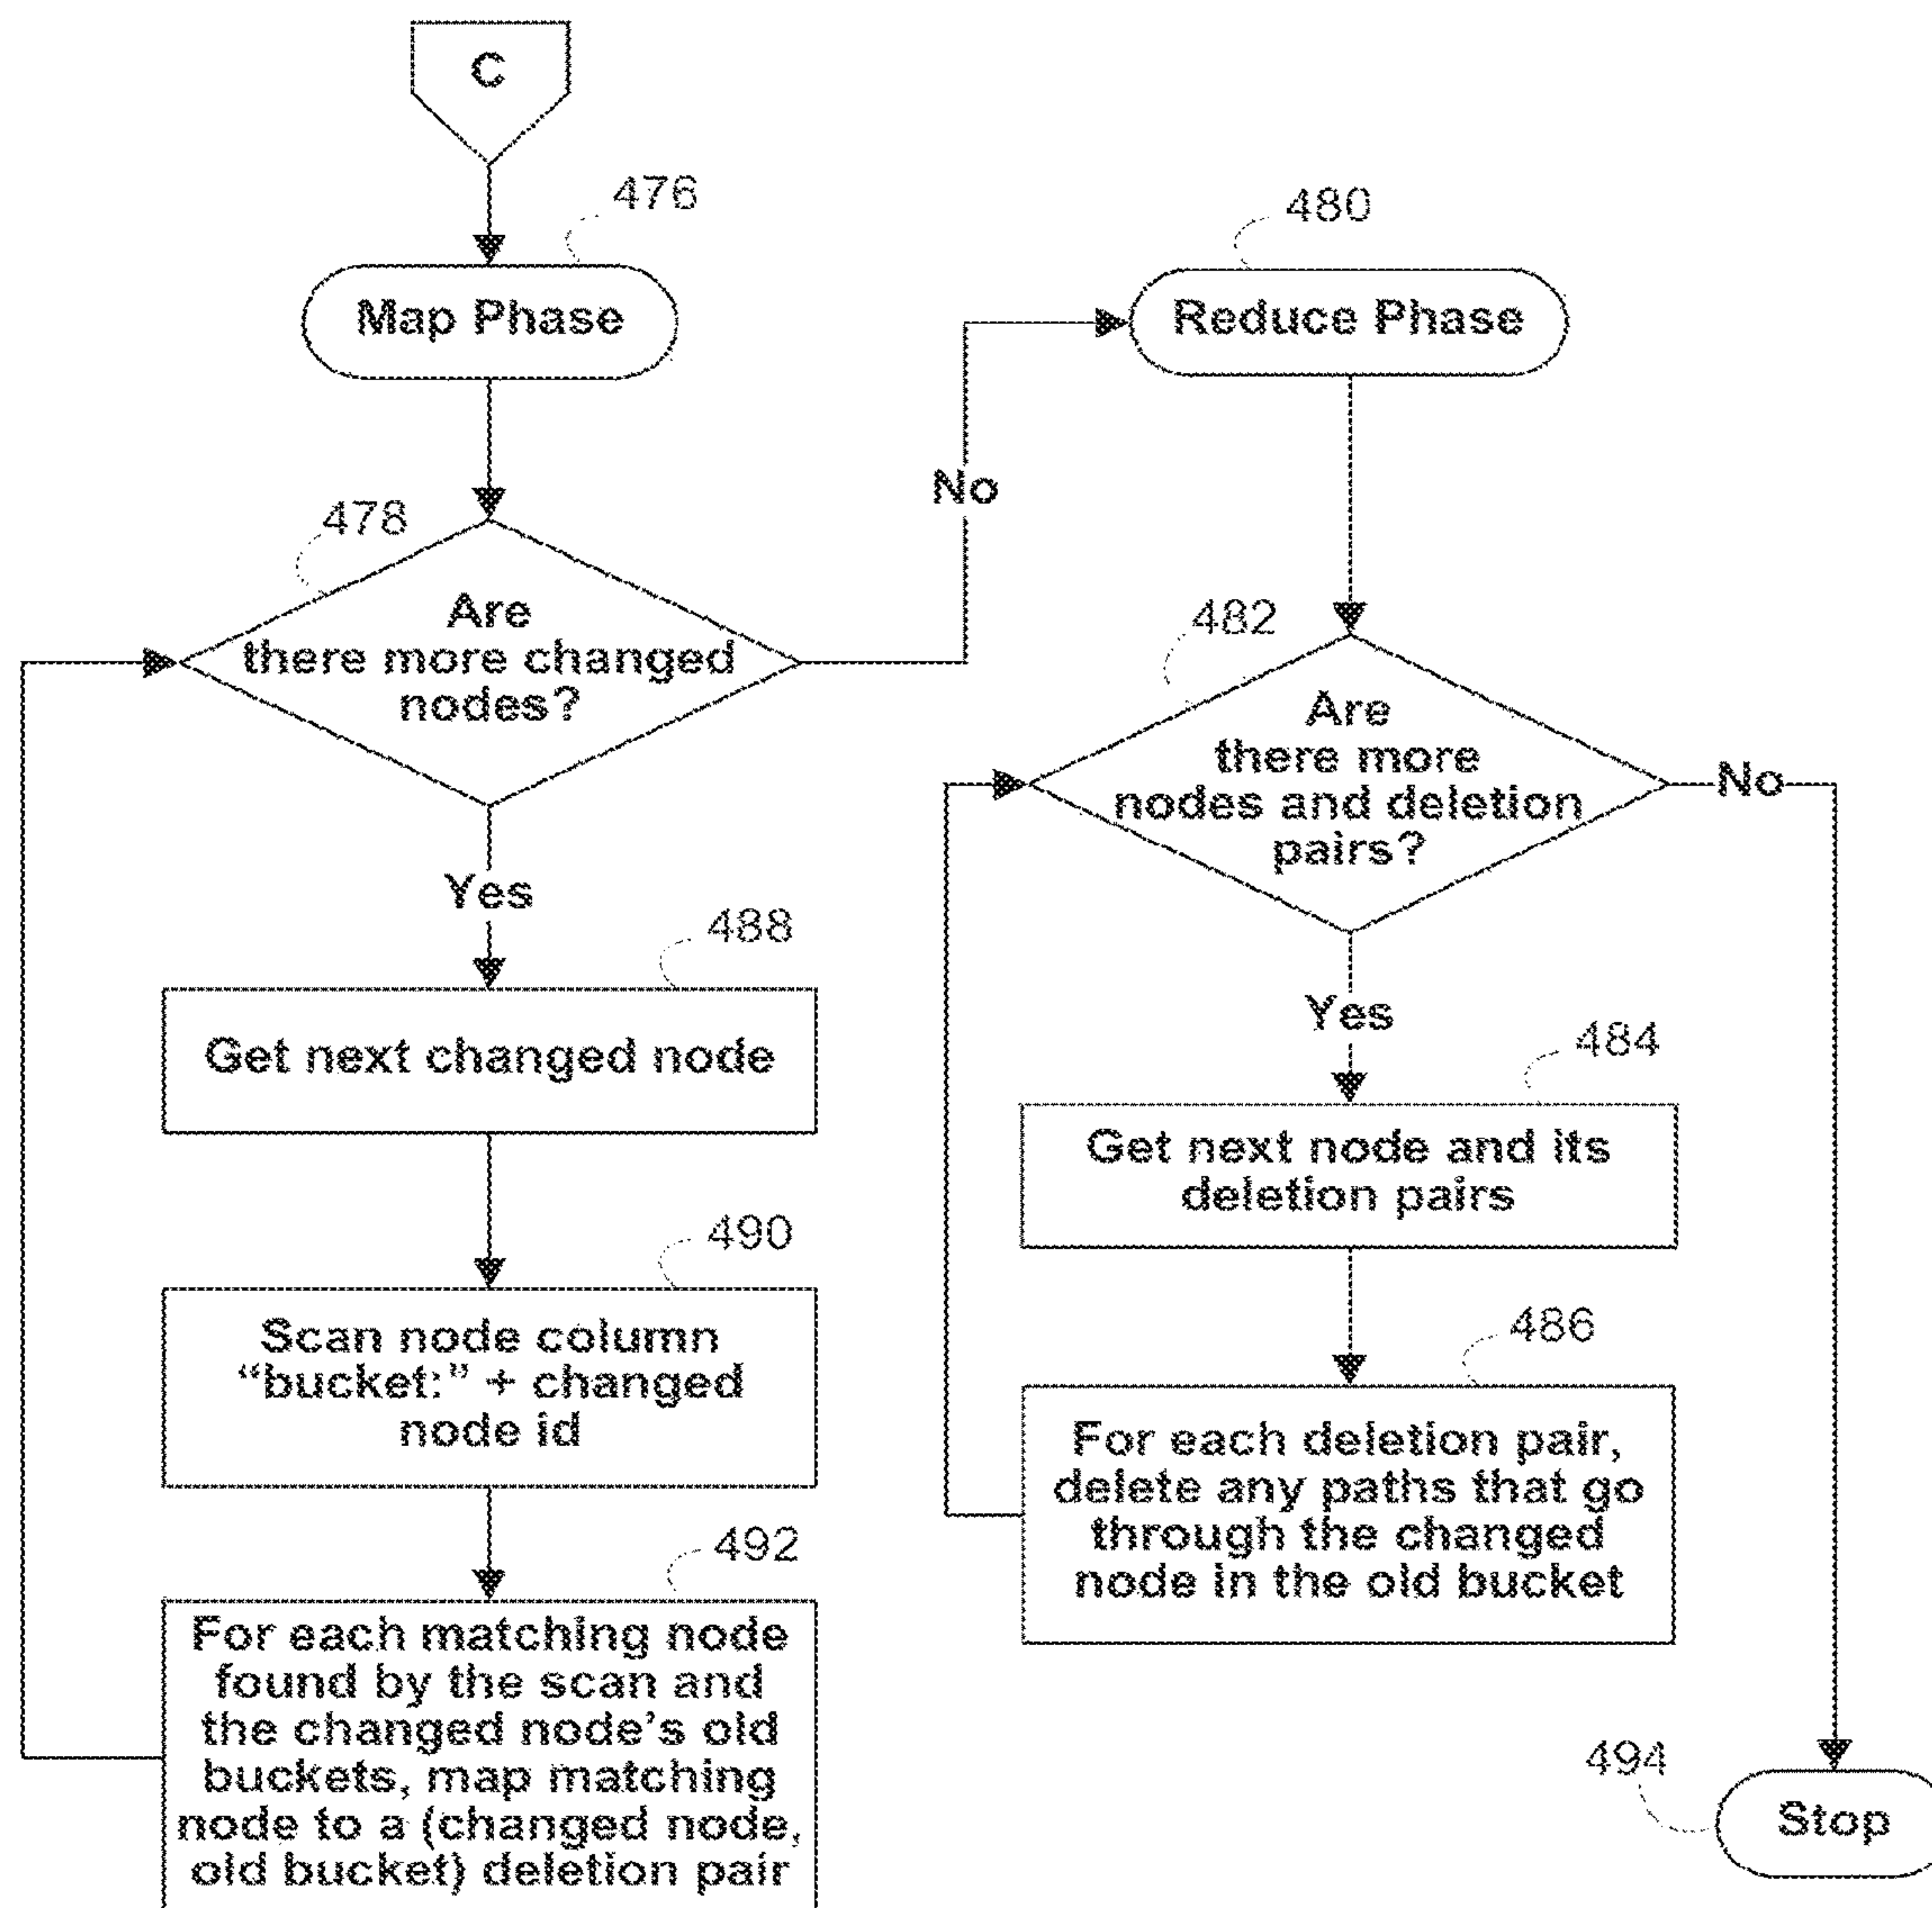 C
476
Map Phase
478
Are
there more changed
nodes?
Yes
488
Get next changed node
490
Scan node column
“bucket:” + changed
node id
492
For each matching node
found by the scan and
the changed node’s old
buckets, map matching
node to a (changed node,
old bucket) deletion pair
No
480
Reduce Phase
482
Are
there more
nodes and deletion
pairs?
No
Yes
484
Get next node and its
deletion pairs
486
For each deletion pair,
delete any paths that go
through the changed
node in the old bucket
494
Stop